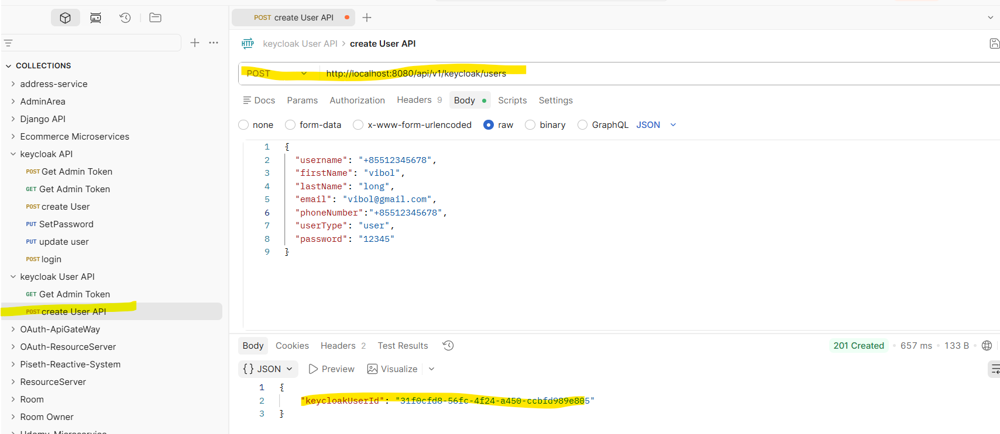 POST create User API
HTTP keycloak User API > create User API
COLLECTIONS
address-service
AdminArea
Django API
Ecommerce Microservices
keycloak API
POST Get Admin Token
GET Get Admin Token
POST create User
PUT SetPassword
PUT update user
POST login
keycloak User API
GET Get Admin Token
POST create User API
OAuth-ApiGateWay
OAuth-ResourceServer
Piseth-Reactive-System
ResourceServer
Room
Room Owner
Udemy-Microservice
POST http://localhost:8080/api/v1/keycloak/users
Docs Params Authorization Headers 9 Body Scripts Settings
none form-data x-www-form-urlencoded raw binary GraphQL JSON
1 {
2 "username": "+85512345678",
3 "firstName": "vibol",
4 "lastName": "long",
5 "email": "vibol@gmail.com",
6 "phoneNumber":"+85512345678",
7 "userType": "user",
8 "password": "12345"
9 }
Body Cookies Headers 2 Test Results 201 Created 657 ms 133 B
{} JSON Preview Visualize
1 {
2 "keycloakUserId": "31f0cfd8-56fc-4f24-a450-ccbfd989e805"
3 }